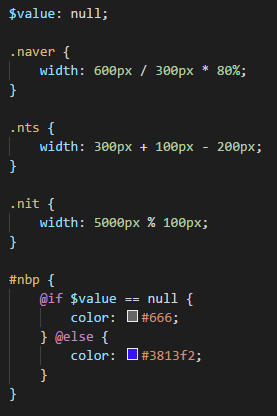 $value: null;

.naver {
    width: 600px / 300px * 80%;
}

.nts {
    width: 300px + 100px - 200px;
}

.nit {
    width: 5000px % 100px;
}

#nbp {
    @if $value == null {
        color: #666;
    } @else {
        color: #3813f2;
    }
}